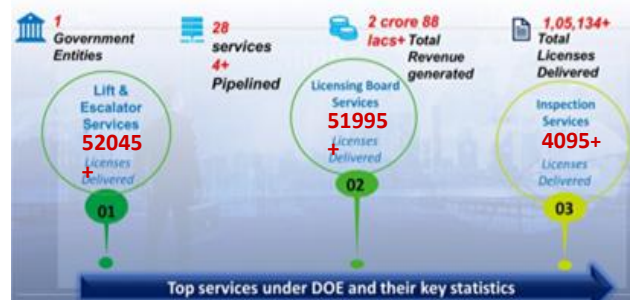 1
Government
Entities
28
services
4+
Pipelined
2 crore 88
lacs+ Total
Revenue
generated
1,05,134+
Total
Licenses
Delivered
Lift &
Escalator
Services
52045
+
Licenses
Delivered
01
Licensing Board
Services
51995
+
Licenses
Delivered
02
Inspection
Services
4095+
Licenses
Delivered
03
Top services under DOE and their key statistics